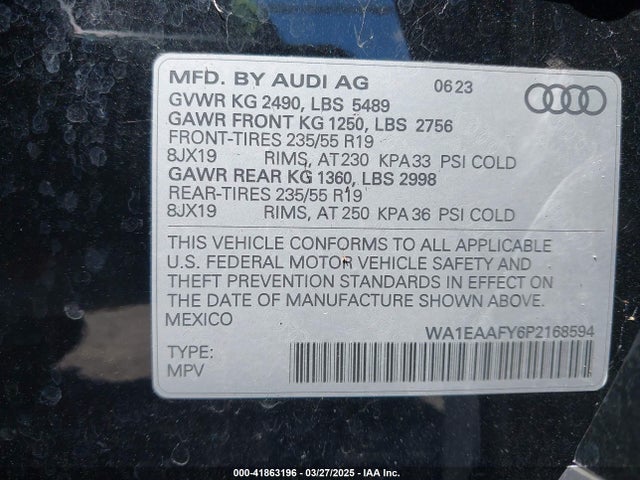 MFD. BY AUDI AG 0623
GVWR KG 2490, LBS 5489
GAWR FRONT KG 1250, LBS 2756
FRONT-TIRES 235/55 R19
8JX19 RIMS, AT 230 KPA 33 PSI COLD
GAWR REAR KG 1360, LBS 2998
REAR-TIRES 235/55 R19
8JX19 RIMS, AT 250 KPA 36 PSI COLD
THIS VEHICLE CONFORMS TO ALL APPLICABLE
U.S. FEDERAL MOTOR VEHICLE SAFETY AND
THEFT PREVENTION STANDARDS IN EFFECT ON
THE DATE OF MANUFACTURE SHOWN ABOVE.
MEXICO
WA1EAAFY6P2168594
TYPE:
MPV
000-41863196 - 03/27/2025 - IAA Inc.